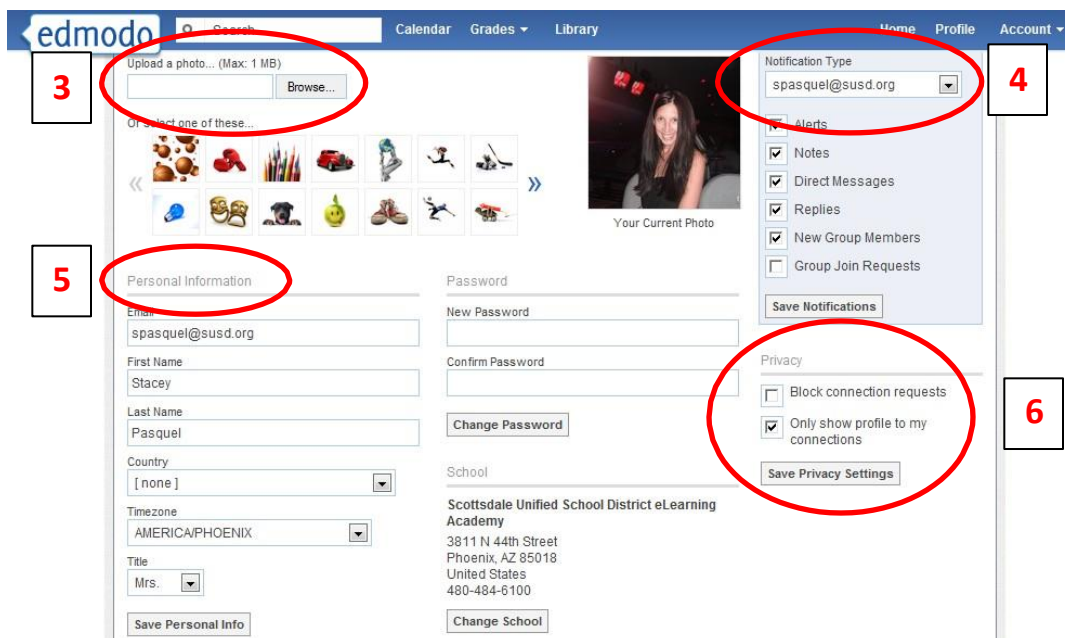 edmodo
Search
Calendar Grades Library
Home Profile Account
3
Upload a photo... (Max: 1 MB)
Browse...
Or select one of these...
«
»
Your Current Photo
Notification Type
spasquel@susd.org
4
Alerts
Notes
Direct Messages
Replies
New Group Members
Group Join Requests
Save Notifications
5
Personal Information
Email
spasquel@susd.org
First Name
Stacey
Last Name
Pasquel
Country
[ none ]
Timezone
AMERICA/PHOENIX
Title
Mrs.
Save Personal Info
Password
New Password
Confirm Password
Change Password
School
Scottsdale Unified School District eLearning
Academy
3811 N 44th Street
Phoenix, AZ 85018
United States
480-484-6100
Change School
Privacy
Block connection requests
Only show profile to my
connections
Save Privacy Settings
6